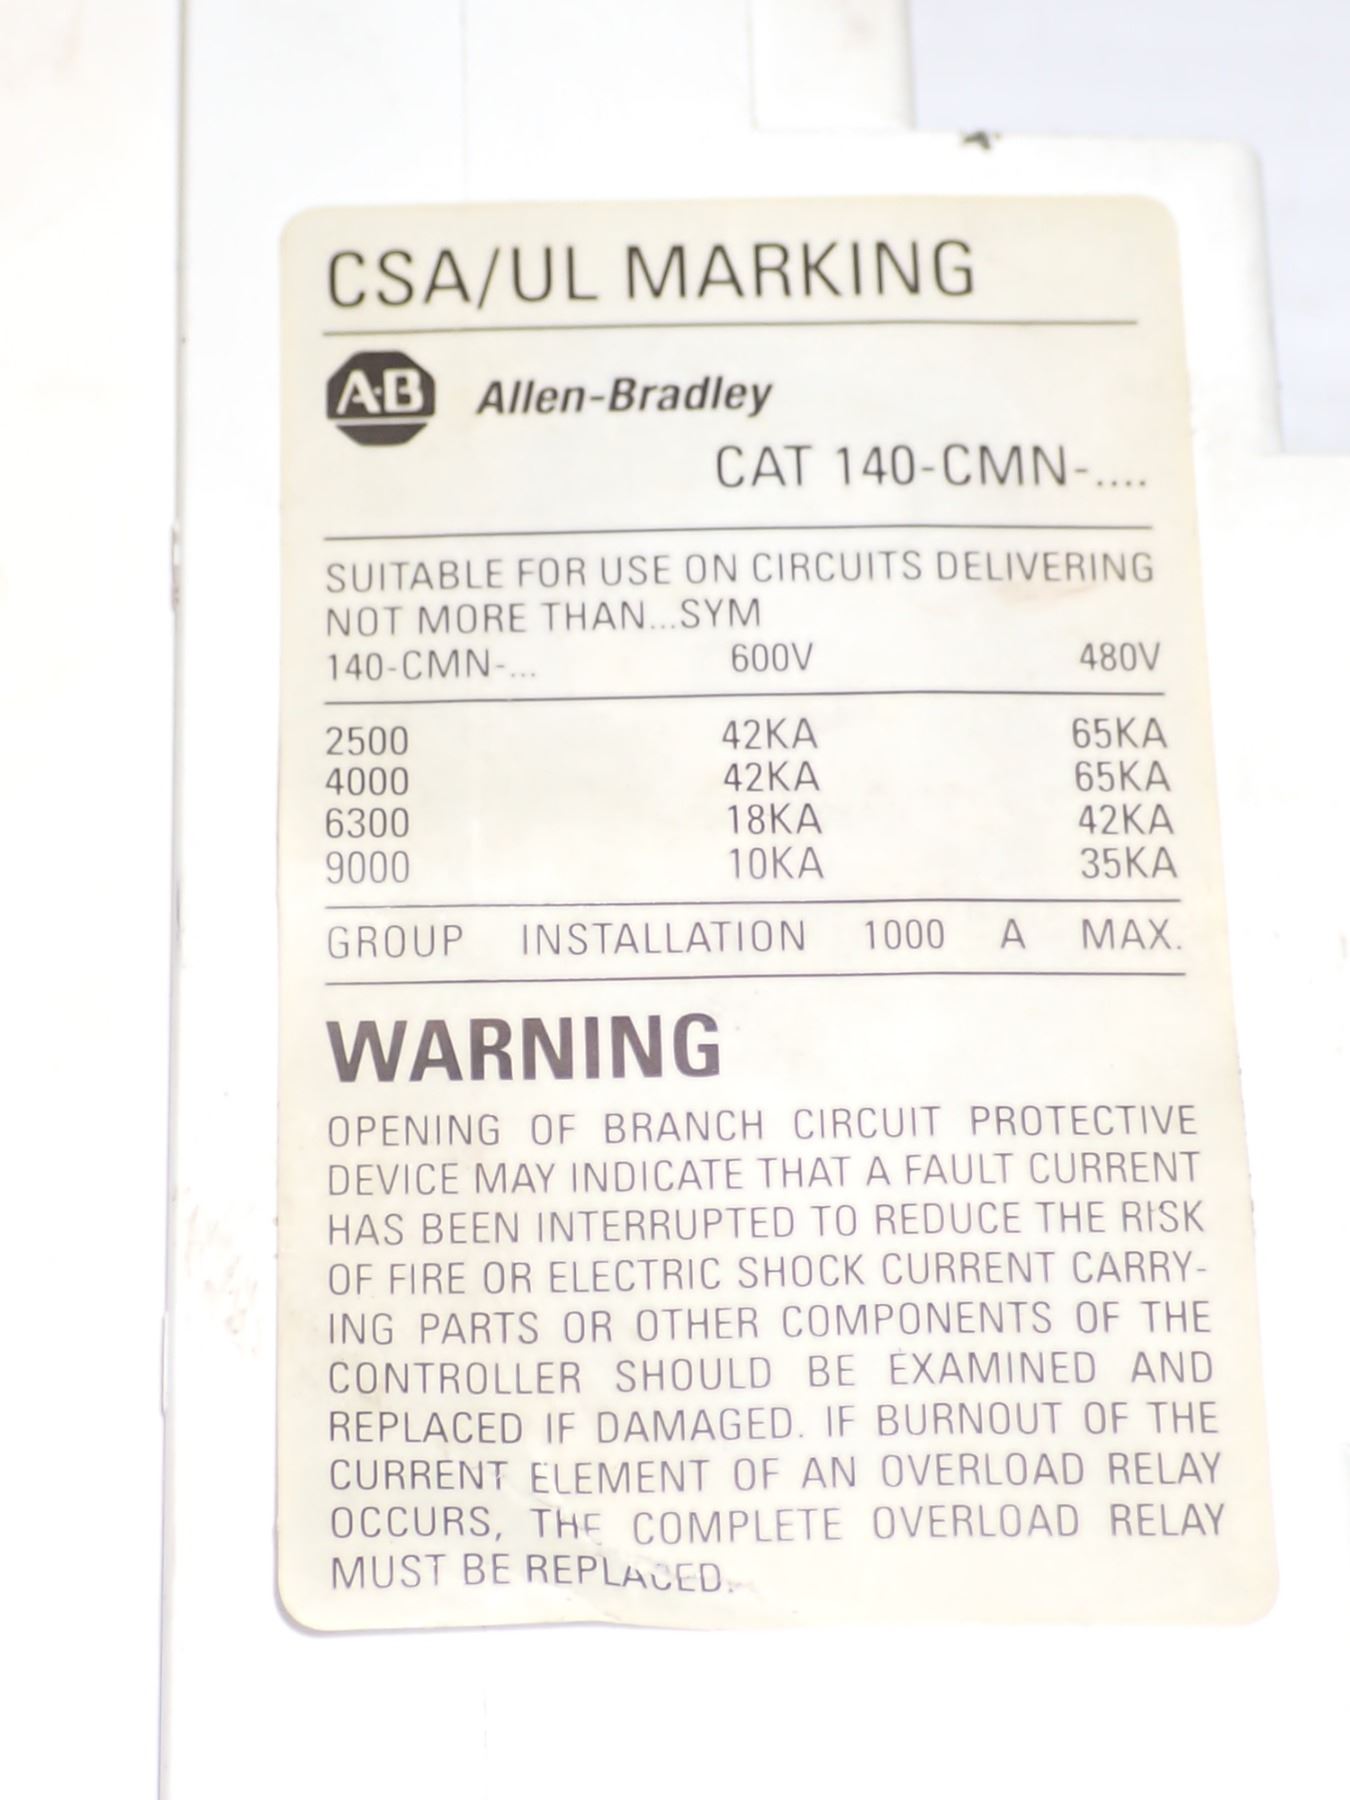 CSA/UL MARKING
A·B Allen-Bradley
CAT 140-CMN-....
SUITABLE FOR USE ON CIRCUITS DELIVERING
NOT MORE THAN...SYM
140-CMN-... 600V 480V
2500 42KA 65KA
4000 42KA 65KA
6300 18KA 42KA
9000 10KA 35KA
GROUP INSTALLATION 1000 A MAX.
WARNING
OPENING OF BRANCH CIRCUIT PROTECTIVE
DEVICE MAY INDICATE THAT A FAULT CURRENT
HAS BEEN INTERRUPTED TO REDUCE THE RISK
OF FIRE OR ELECTRIC SHOCK CURRENT CARRY-
ING PARTS OR OTHER COMPONENTS OF THE
CONTROLLER SHOULD BE EXAMINED AND
REPLACED IF DAMAGED. IF BURNOUT OF THE
CURRENT ELEMENT OF AN OVERLOAD RELAY
OCCURS, THE COMPLETE OVERLOAD RELAY
MUST BE REPLACED.